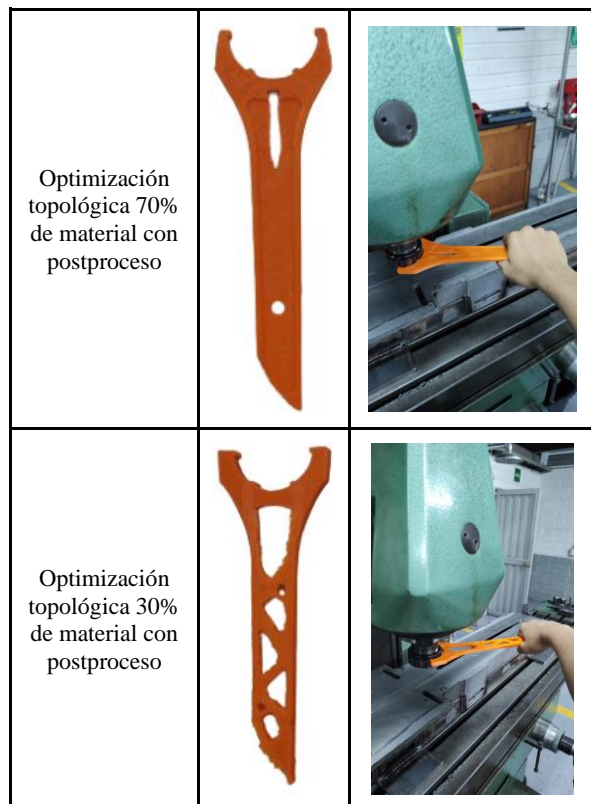 Optimización
topológica 70%
de material con
postproceso
Optimización
topológica 30%
de material con
postproceso